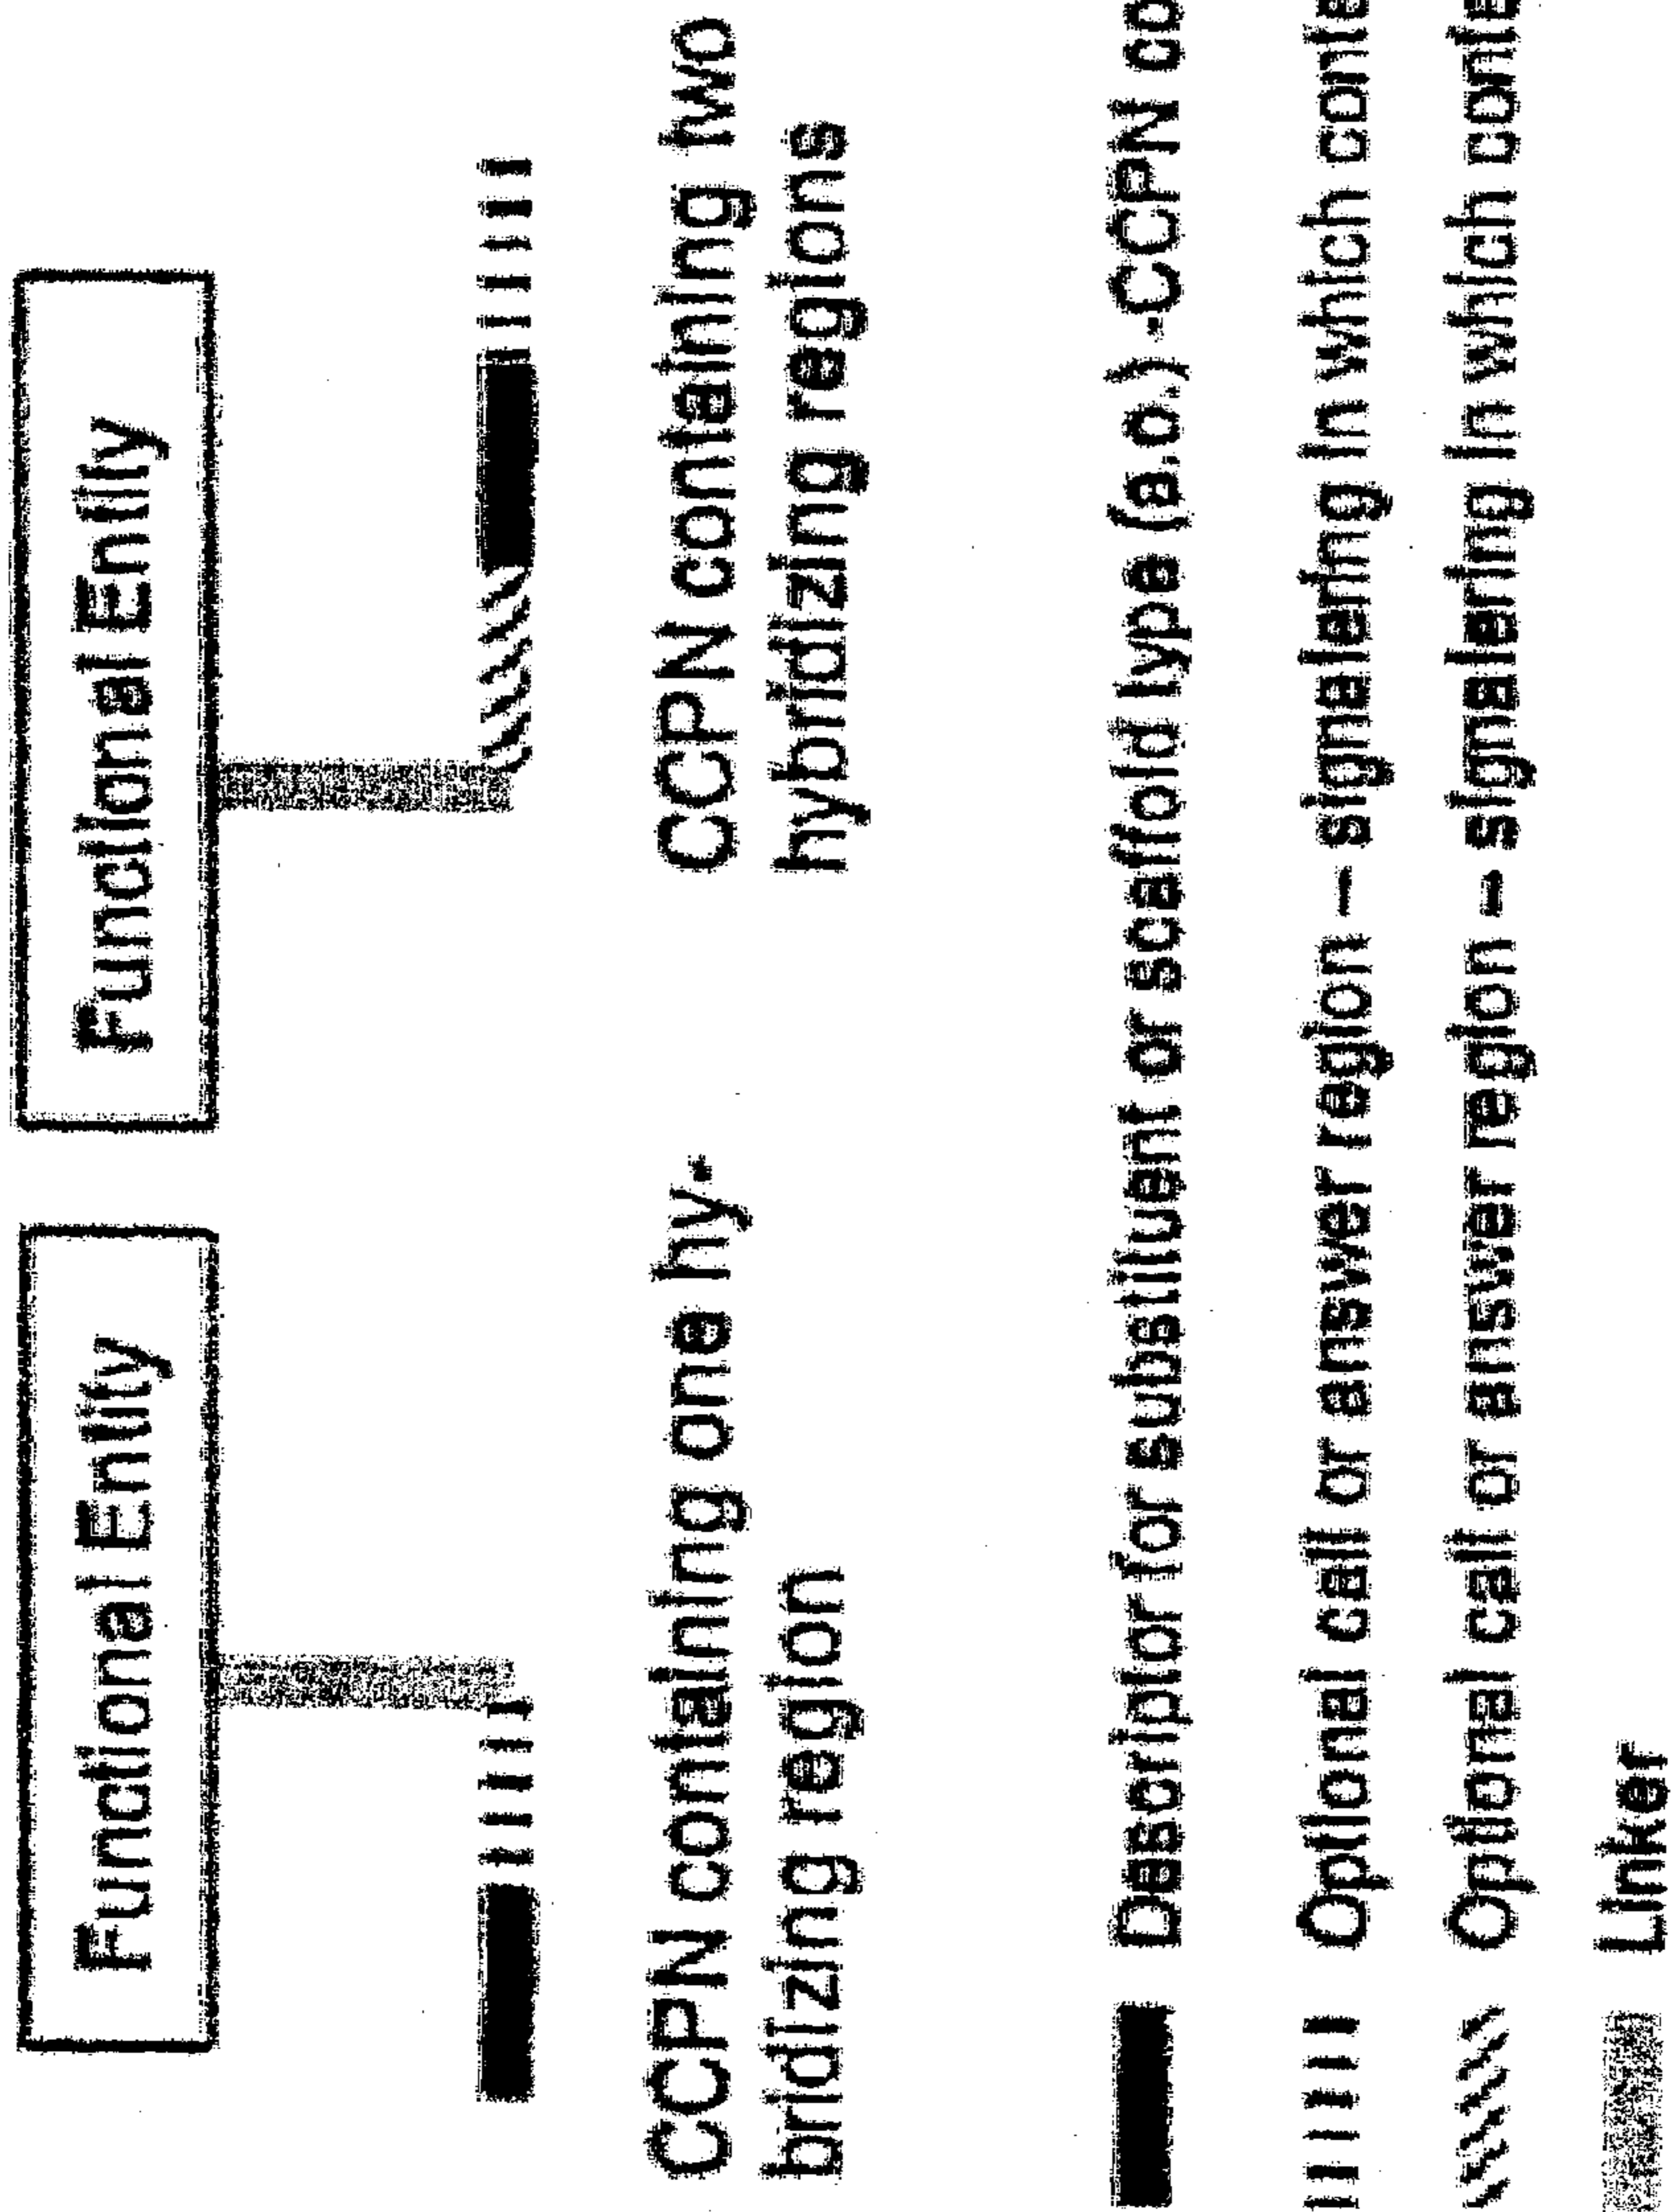 Functional Entity
Functional Entity
CCPN containing one hy-
bridizing region
CCPN containing two
hybridizing regions
Descriptor for substituent or scaffold type (a.o.) -CCPN co
Optional call or answer region – signalering in which conte
Optional call or answer region – signalering in which conte
Linker